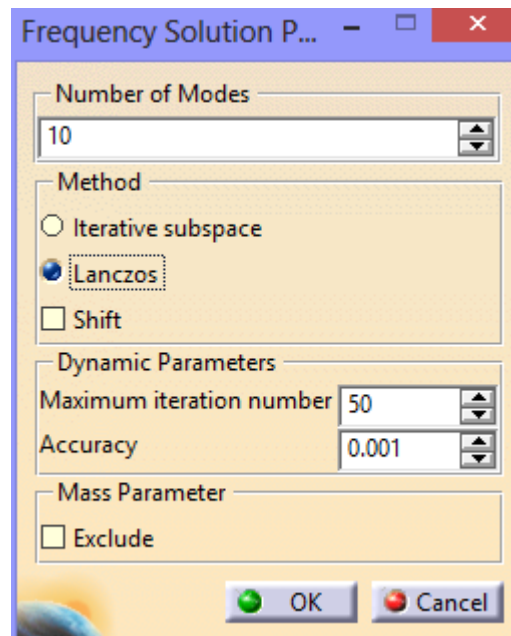 Frequency Solution P...
Number of Modes
10
Method
Iterative subspace
Lanczos
Shift
Dynamic Parameters
Maximum iteration number 50
Accuracy 0.001
Mass Parameter
Exclude
OK Cancel